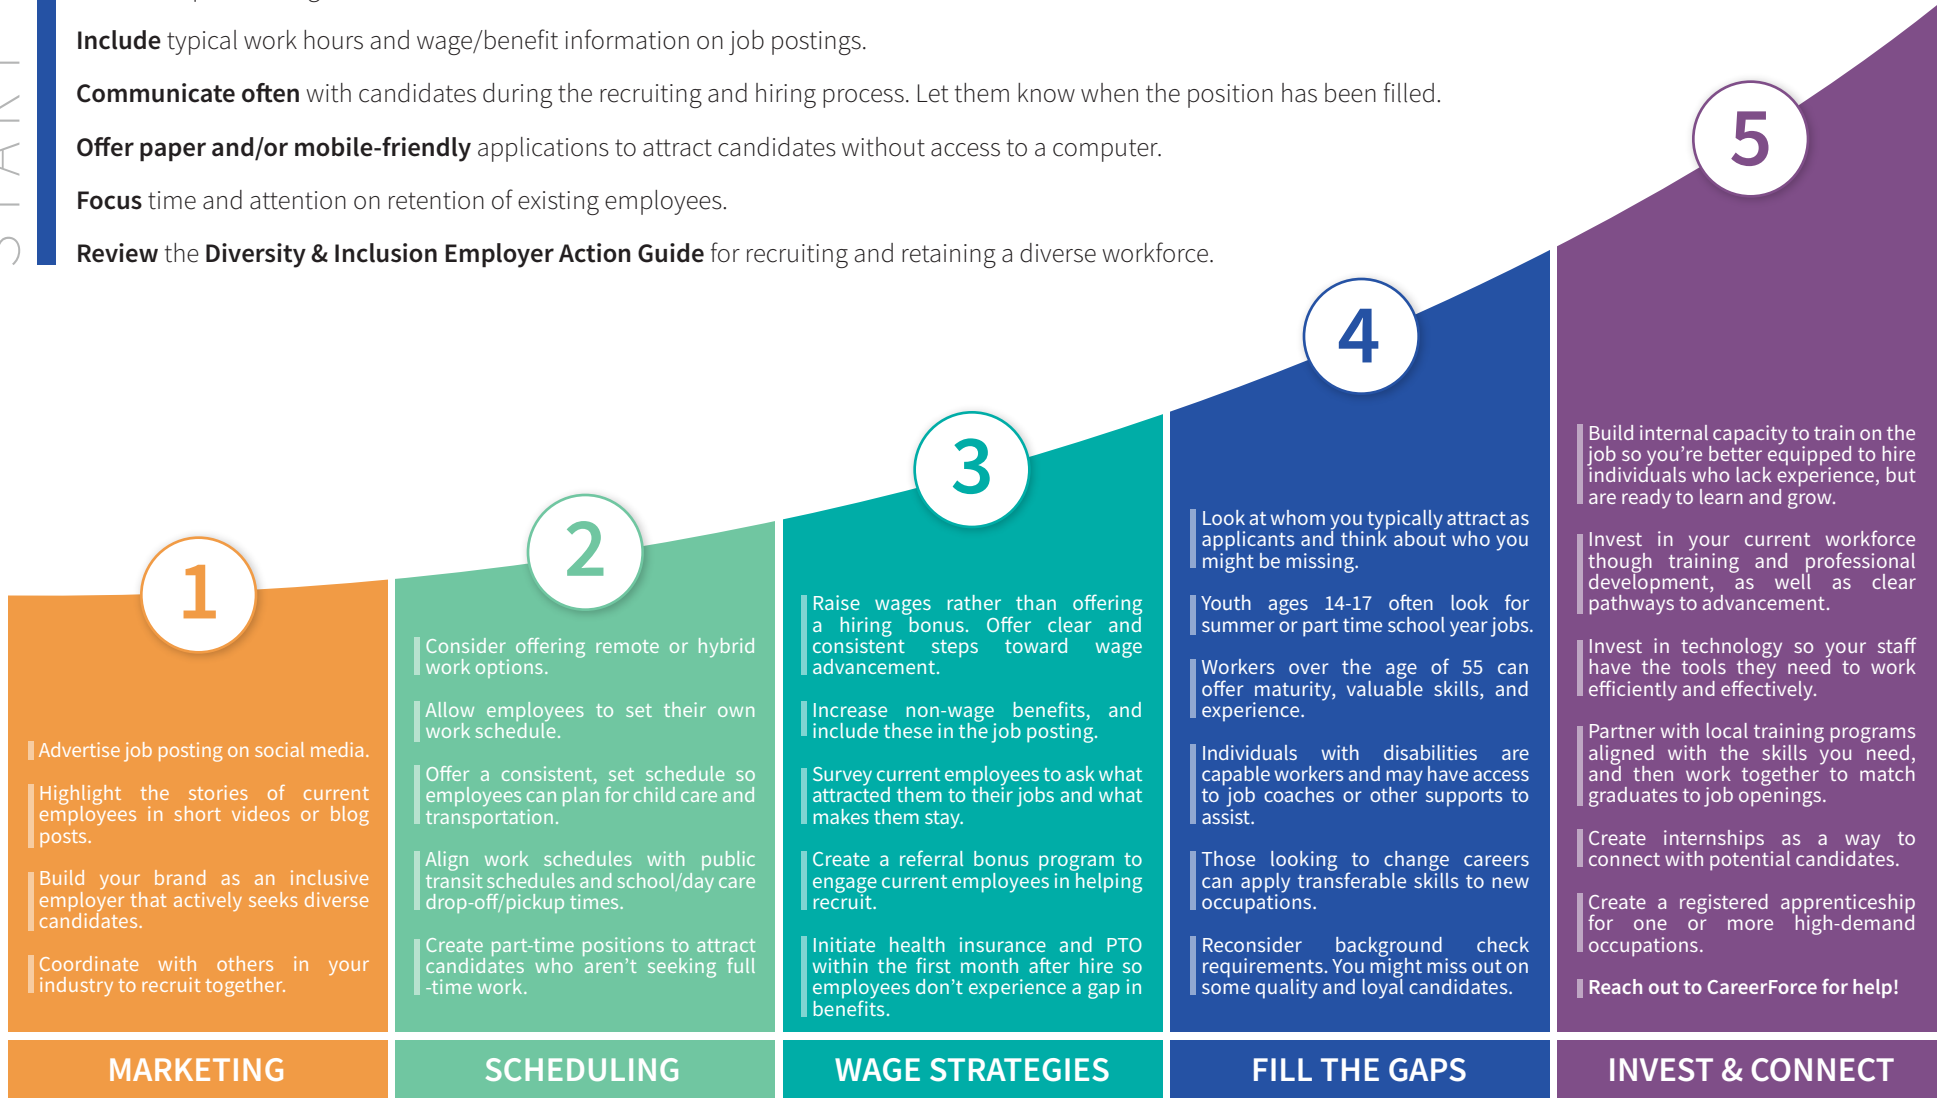 Include typical work hours and wage/benefit information on job postings.
Communicate often with candidates during the recruiting and hiring process. Let them know when the position has been filled.
Offer paper and/or mobile-friendly applications to attract candidates without access to a computer.
Focus time and attention on retention of existing employees.
Review the Diversity & Inclusion Employer Action Guide for recruiting and retaining a diverse workforce.
START
1
Advertise job posting on social media.
Highlight the stories of current
employees in short videos or blog
posts.
Build your brand as an inclusive
employer that actively seeks diverse
candidates.
Coordinate with others in your
industry to recruit together.
MARKETING
2
Consider offering remote or hybrid
work options.
Allow employees to set their own
work schedule.
Offer a consistent, set schedule so
employees can plan for child care and
transportation.
Align work schedules with public
transit schedules and school/day care
drop-off/pickup times.
Create part-time positions to attract
candidates who aren't seeking full
-time work.
SCHEDULING
3
Raise wages rather than offering
a hiring bonus. Offer clear and
consistent steps toward wage
advancement.
Increase non-wage benefits, and
include these in the job posting.
Survey current employees to ask what
attracted them to their jobs and what
makes them stay.
Create a referral bonus program to
engage current employees in helping
recruit.
Initiate health insurance and PTO
within the first month after hire so
employees don't experience a gap in
benefits.
WAGE STRATEGIES
4
Look at whom you typically attract as
applicants and think about who you
might be missing.
Youth ages 14-17 often look for
summer or part time school year jobs.
Workers over the age of 55 can
offer maturity, valuable skills, and
experience.
Individuals with disabilities are
capable workers and may have access
to job coaches or other supports to
assist.
Those looking to change careers
can apply transferable skills to new
occupations.
Reconsider background check
requirements. You might miss out on
some quality and loyal candidates.
FILL THE GAPS
5
Build internal capacity to train on the
job so you're better equipped to hire
individuals who lack experience, but
are ready to learn and grow.
Invest in your current workforce
though training and professional
development, as well as clear
pathways to advancement.
Invest in technology so your staff
have the tools they need to work
efficiently and effectively.
Partner with local training programs
aligned with the skills you need,
and then work together to match
graduates to job openings.
Create internships as a way to
connect with potential candidates.
Create a registered apprenticeship
for one or more high-demand
occupations.
Reach out to CareerForce for help!
INVEST & CONNECT